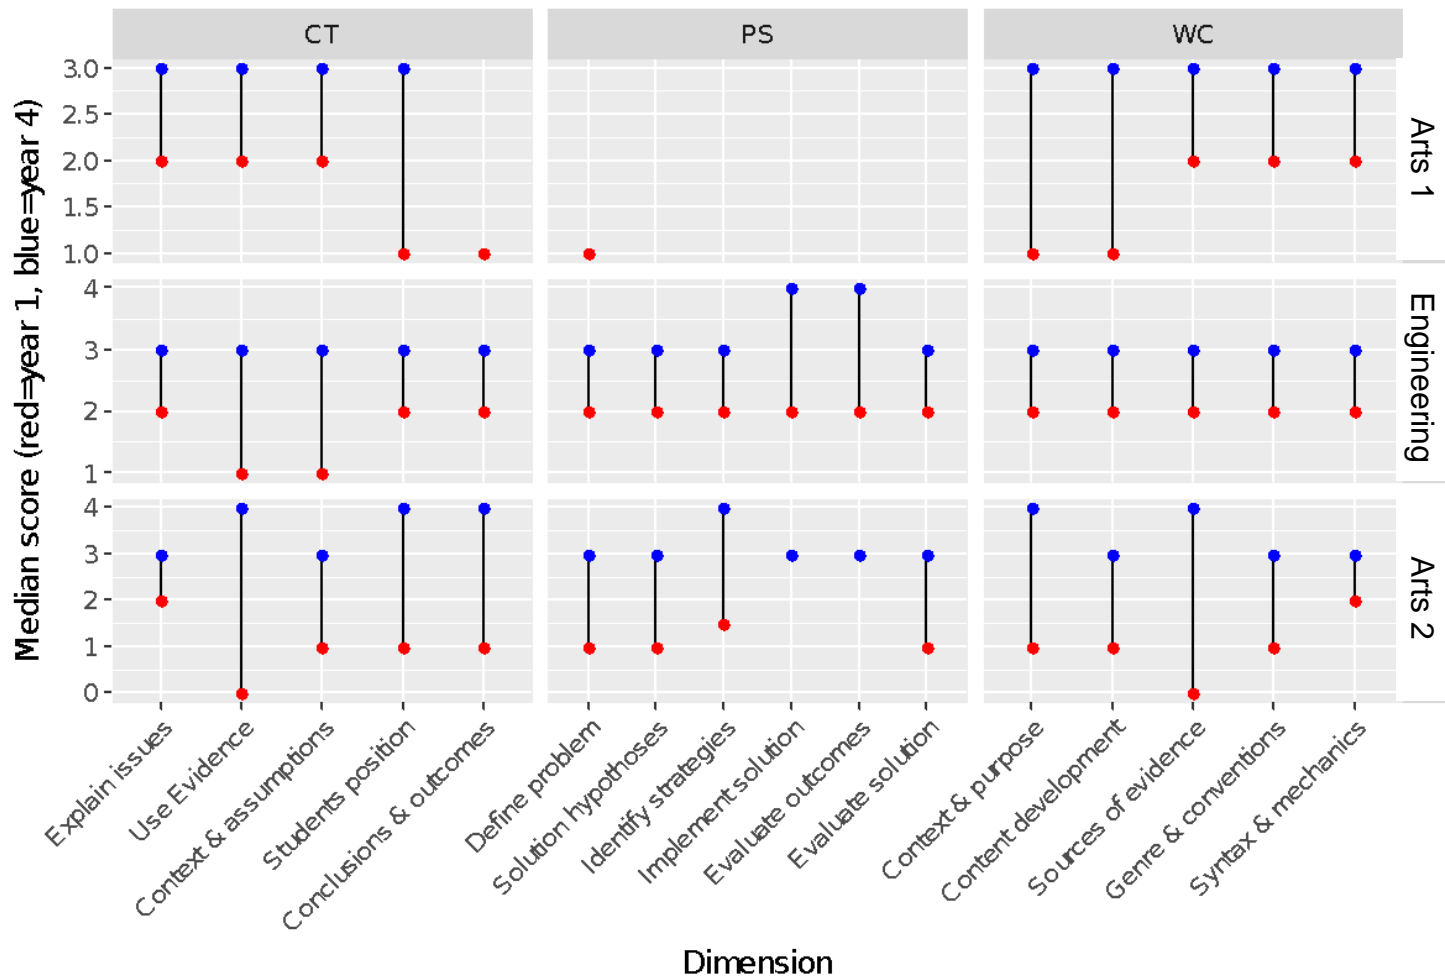 CT PS WC
Median score (red=year 1, blue=year 4)
3.0
2.5
2.0
1.5
1.0
Arts 1
4
3
2
1
Engineering
4
3
2
1
0
Arts 2
Explain issues
Use Evidence
Context & assumptions
Students position
Conclusions & outcomes
Define problem
Solution hypothoses
Identify strategies
Implement solution
Evaluate outcomes
Evaluate solution
Context & purpose
Content development
Sources of evidence
Genre & conventions
Syntax & mechanics
Dimension